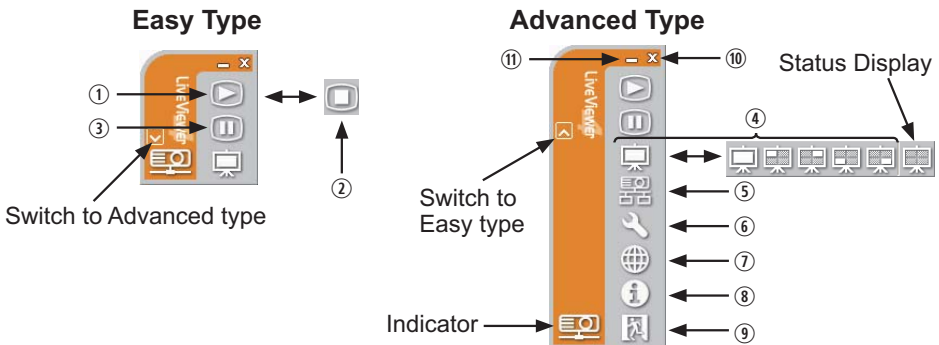 Easy Type
Advanced Type
①
②
③
LiveViewer
Switch to Advanced type
⑪
⑩
Status Display
④
LiveViewer
Switch to
Easy type
⑤
⑥
⑦
⑧
⑨
Indicator